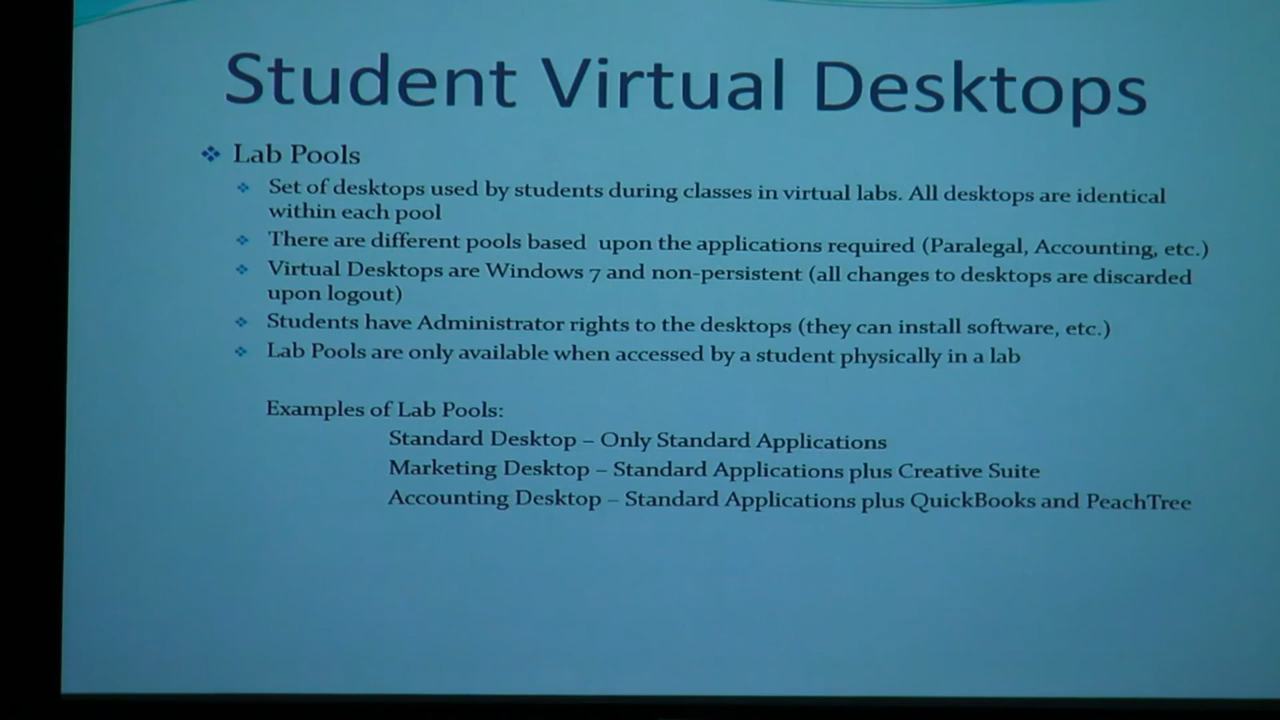 Student Virtual Desktops
Lab Pools
Set of desktops used by students during classes in virtual labs. All desktops are identical
within each pool
There are different pools based  upon the applications required (Paralegal, Accounting, etc.)
Virtual Desktops are Windows 7 and non-persistent (all changes to desktops are discarded
upon logout)
Students have Administrator rights to the desktops (they can install software, etc.)
Lab Pools are only available when accessed by a student physically in a lab
Examples of Lab Pools:
Standard Desktop – Only Standard Applications
Marketing Desktop – Standard Applications plus Creative Suite
Accounting Desktop – Standard Applications plus QuickBooks and PeachTree